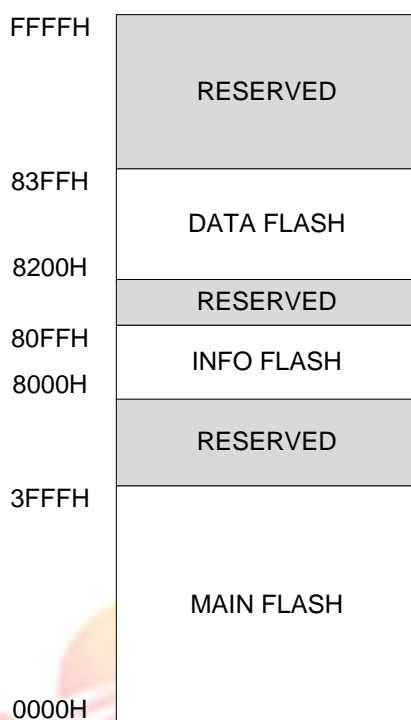 FFFFH
RESERVED
83FFH
DATA FLASH
8200H
RESERVED
80FFH
INFO FLASH
8000H
RESERVED
3FFFH
MAIN FLASH
0000H